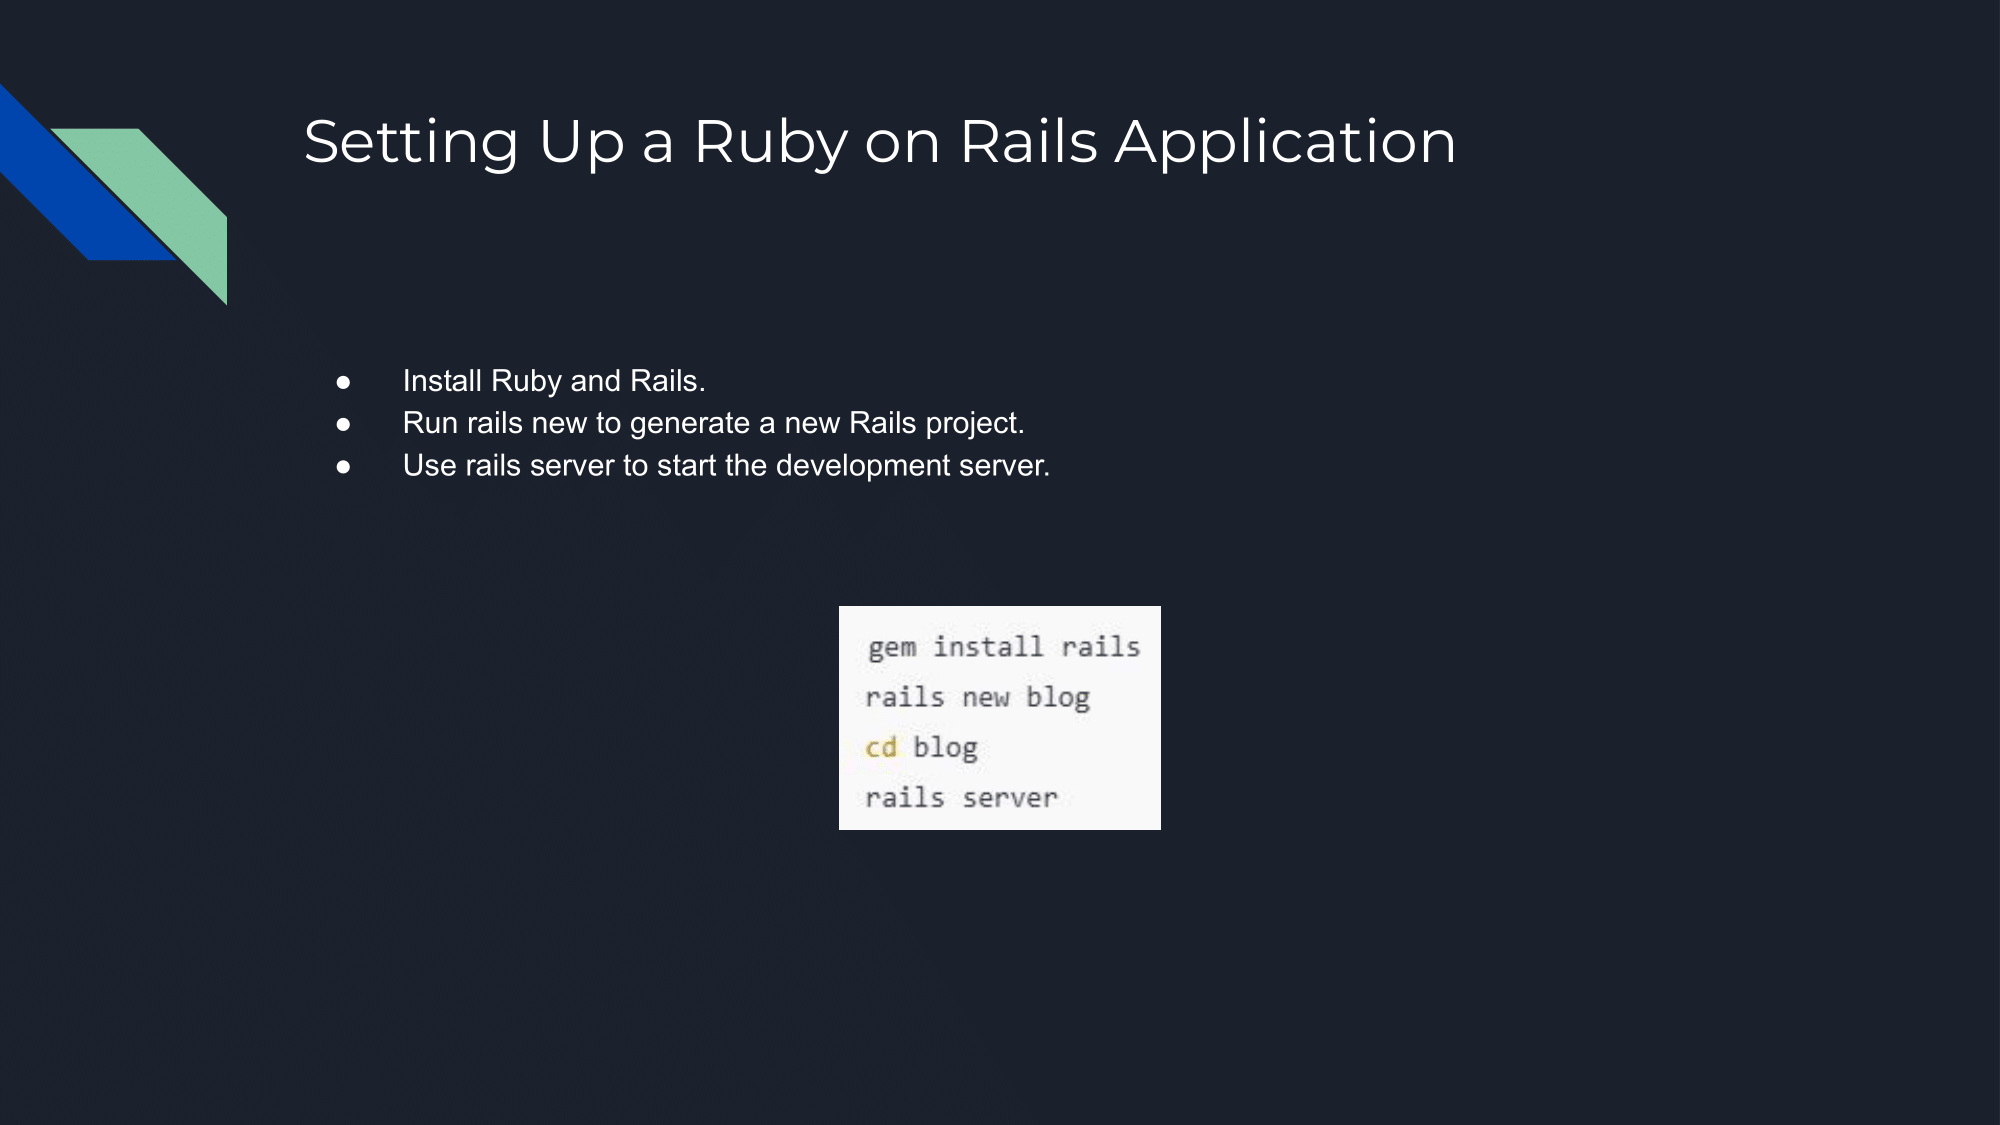 Setting Up a Ruby on Rails Application
● Install Ruby and Rails.
● Run rails new to generate a new Rails project.
● Use rails server to start the development server.
gem install rails
rails new blog
cd blog
rails server